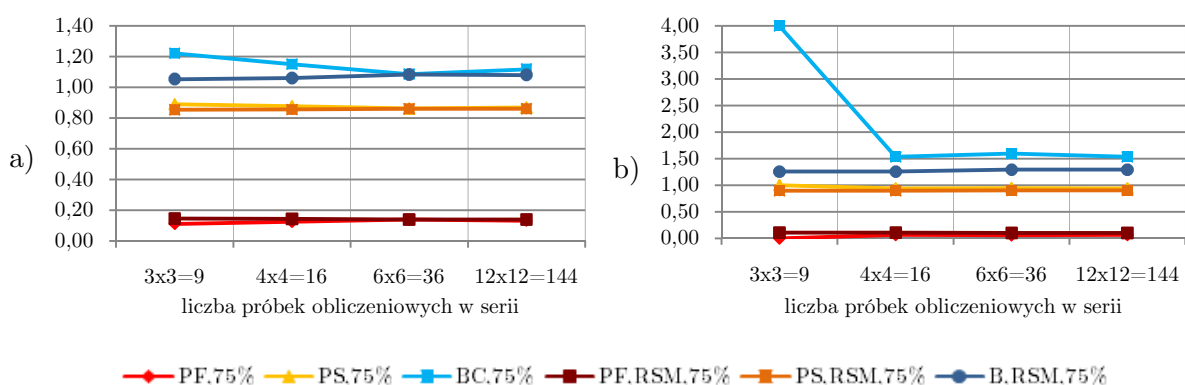 a)
1,40
1,20
1,00
0,80
0,60
0,40
0,20
0,00
3x3=9 4x4=16 6x6=36 12x12=144
liczba próbek obliczeniowych w serii
b)
4,00
3,50
3,00
2,50
2,00
1,50
1,00
0,50
0,00
3x3=9 4x4=16 6x6=36 12x12=144
liczba próbek obliczeniowych w serii
PF,75% PS,75% BC,75% PF,RSM,75% PS,RSM,75% B,RSM,75%